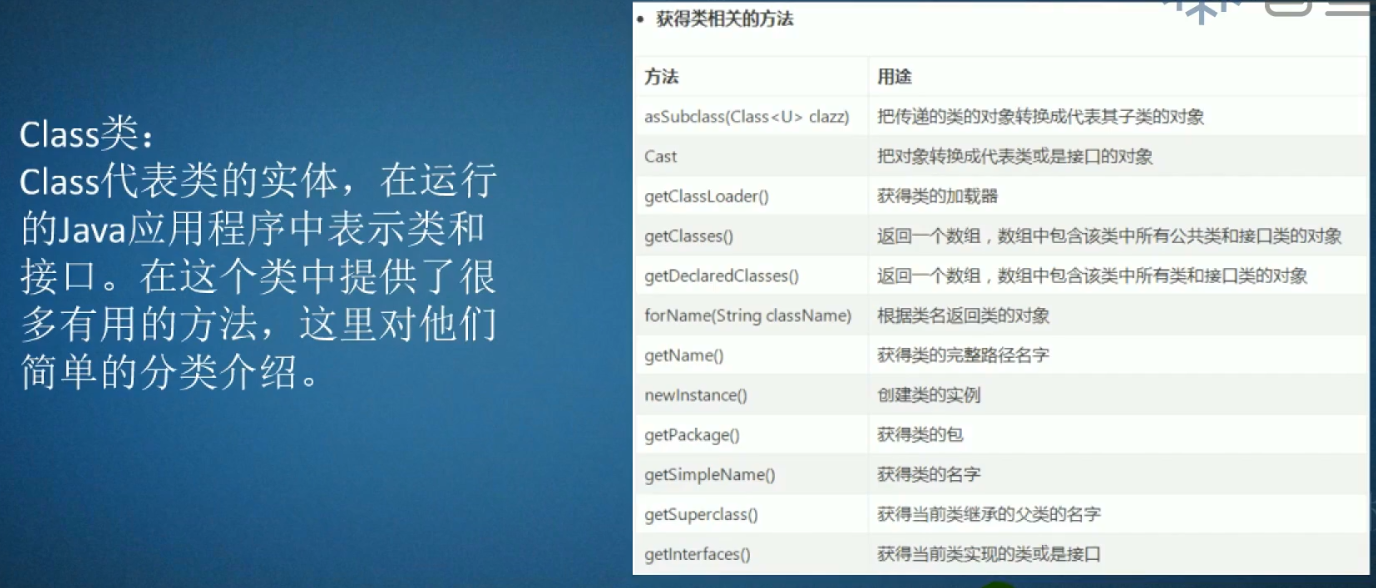 Class类：
Class代表类的实体，在运行
的Java应用程序中表示类和
接口。在这个类中提供了很
多有用的方法，这里对他们
简单的分类介绍。
• 获得类相关的方法
方法 用途
asSubclass(Class<U> clazz) 把传递的类的对象转换成代表其子类的对象
Cast 把对象转换成代表类或是接口的对象
getClassLoader() 获得类的加载器
getClasses() 返回一个数组，数组中包含该类中所有公共类和接口类的对象
getDeclaredClasses() 返回一个数组，数组中包含该类中所有类和接口类的对象
forName(String className) 根据类名返回类的对象
getName() 获得类的完整路径名字
newInstance() 创建类的实例
getPackage() 获得类的包
getSimpleName() 获得类的名字
getSuperclass() 获得当前类继承的父类的名字
getInterfaces() 获得当前类实现的类或是接口